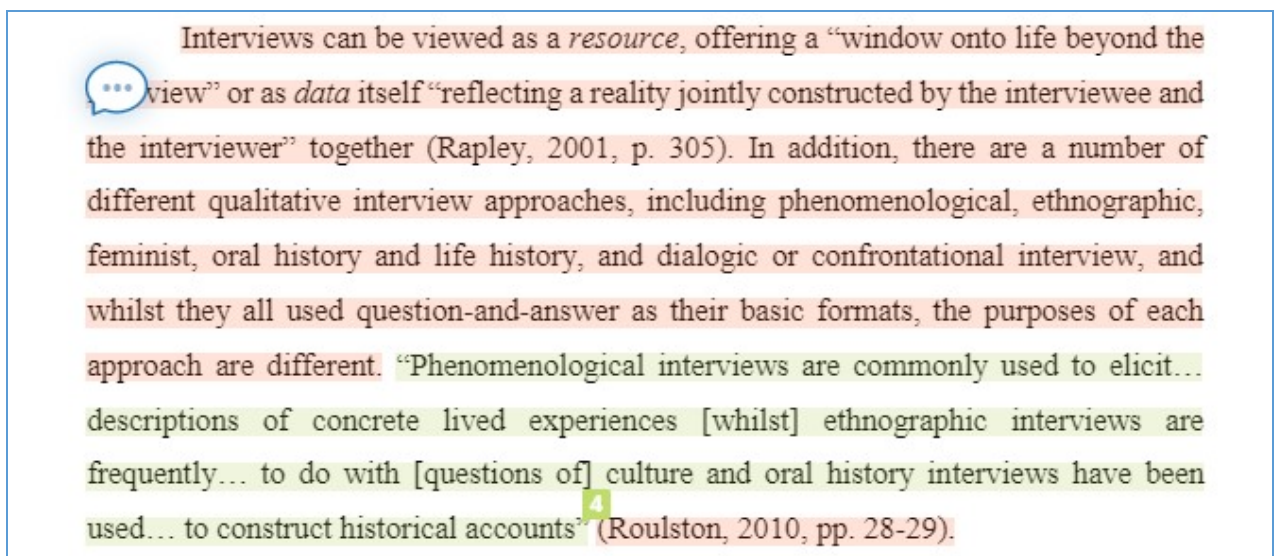 Interviews can be viewed as a resource, offering a “window onto life beyond the
view” or as data itself “reflecting a reality jointly constructed by the interviewee and
the interviewer” together (Rapley, 2001, p. 305). In addition, there are a number of
different qualitative interview approaches, including phenomenological, ethnographic,
feminist, oral history and life history, and dialogic or confrontational interview, and
whilst they all used question-and-answer as their basic formats, the purposes of each
approach are different. “Phenomenological interviews are commonly used to elicit…
descriptions of concrete lived experiences [whilst] ethnographic interviews are
frequently… to do with [questions of] culture and oral history interviews have been
used… to construct historical accounts” 4 (Roulston, 2010, pp. 28-29).